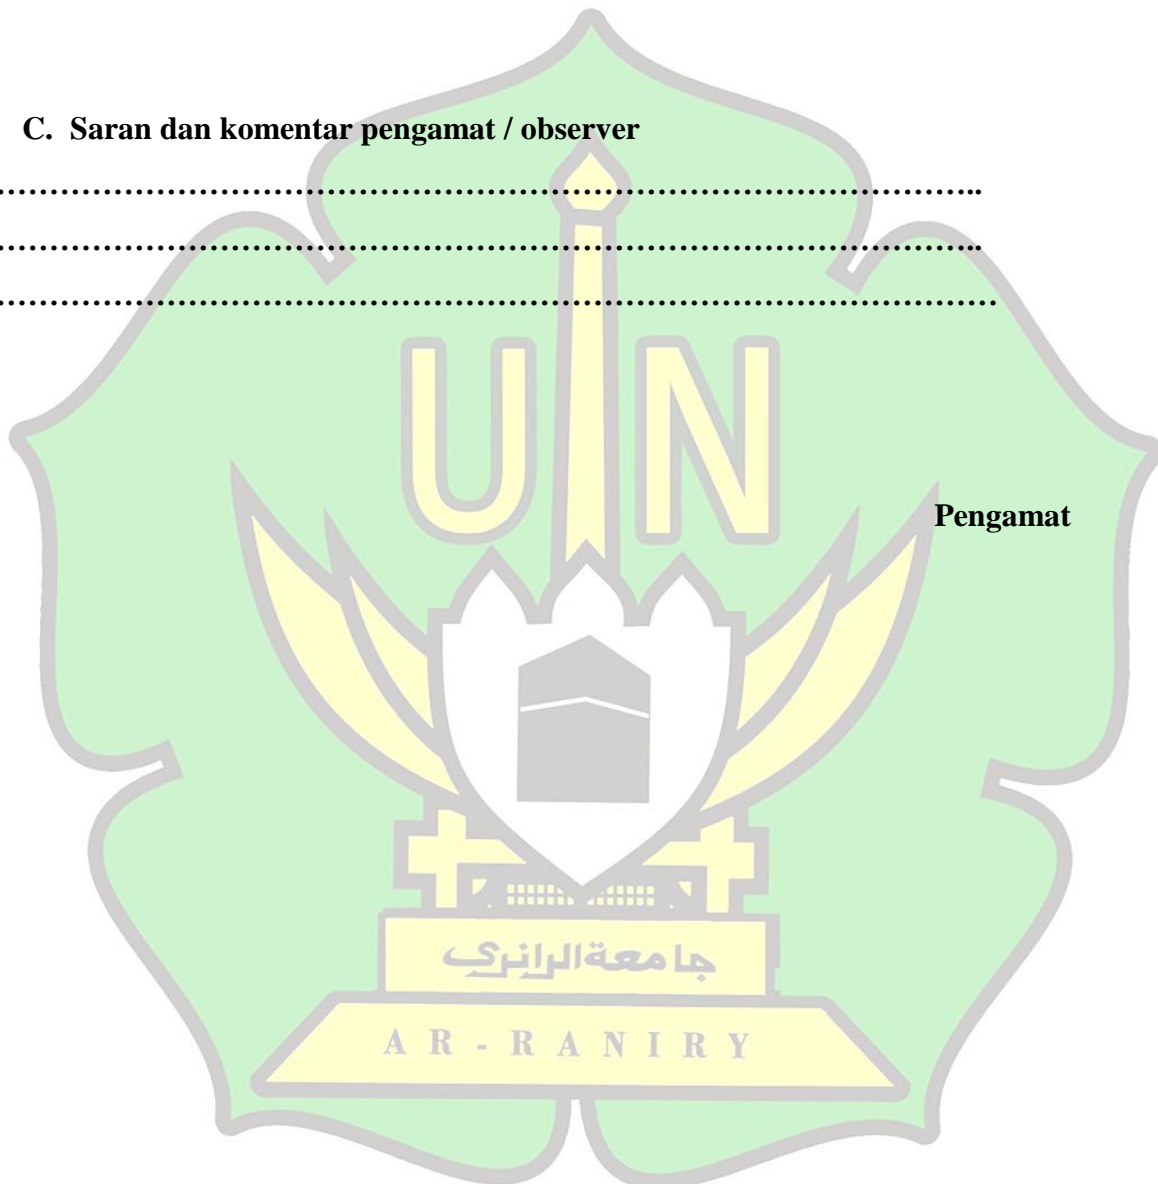 C. Saran dan komentar pengamat / observer
…………………………………………………………………………………..
…………………………………………………………………………………..
……………………………………………………………………………………
UIN
Pengamat
جامعة الرانري
AR-RANIRY